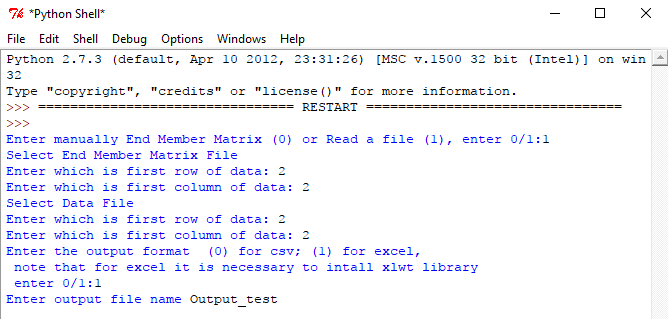 *Python Shell*
File Edit Shell Debug Options Windows Help
Python 2.7.3 (default, Apr 10 2012, 23:31:26) [MSC v.1500 32 bit (Intel)] on win
32
Type "copyright", "credits" or "license()" for more information.
>>> ================================ RESTART ================================
>>>
Enter manually End Member Matrix (0) or Read a file (1), enter 0/1:1
Select End Member Matrix File
Enter which is first row of data: 2
Enter which is first column of data: 2
Select Data File
Enter which is first row of data: 2
Enter which is first column of data: 2
Enter the output format  (0) for csv; (1) for excel,
 note that for excel it is necessary to intall xlwt library
 enter 0/1:1
Enter output file name Output_test